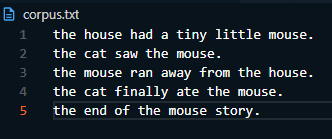 corpus.txt
1 the house had a tiny little mouse.
2 the cat saw the mouse.
3 the mouse ran away from the house.
4 the cat finally ate the mouse.
5 the end of the mouse story.